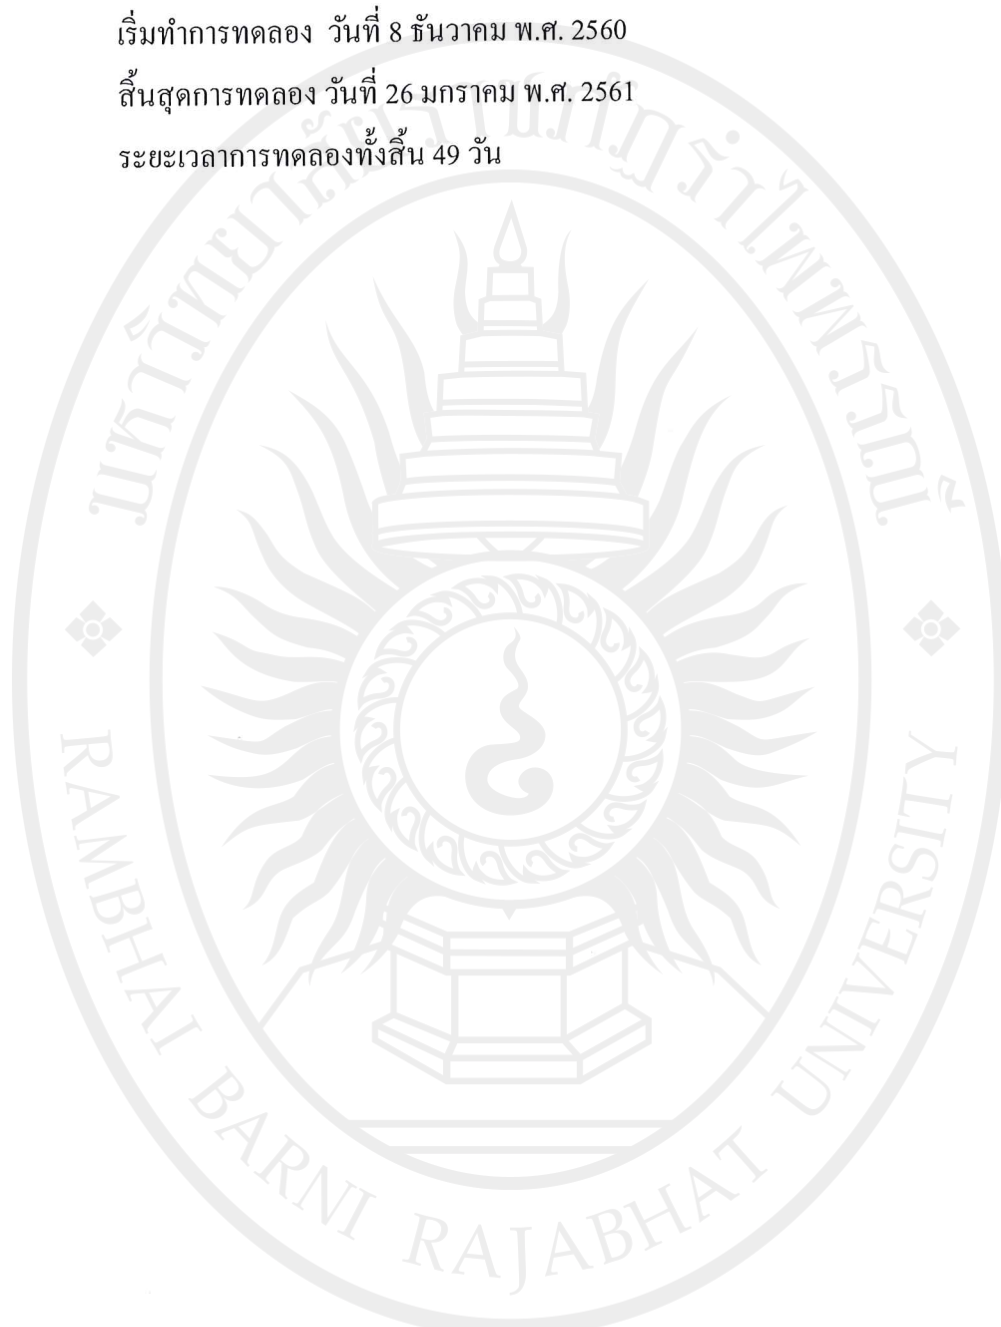 เริ่มทำการทดลอง วันที่ 8 ธันวาคม พ.ศ. 2560
สิ้นสุดการทดลอง วันที่ 26 มกราคม พ.ศ. 2561
ระยะเวลาการทดลองทั้งสิ้น 49 วัน
มหาวิทยาลัยราชภัฏรำไพพรรณี
RAMBHAI BARNI RAJABHAT UNIVERSITY